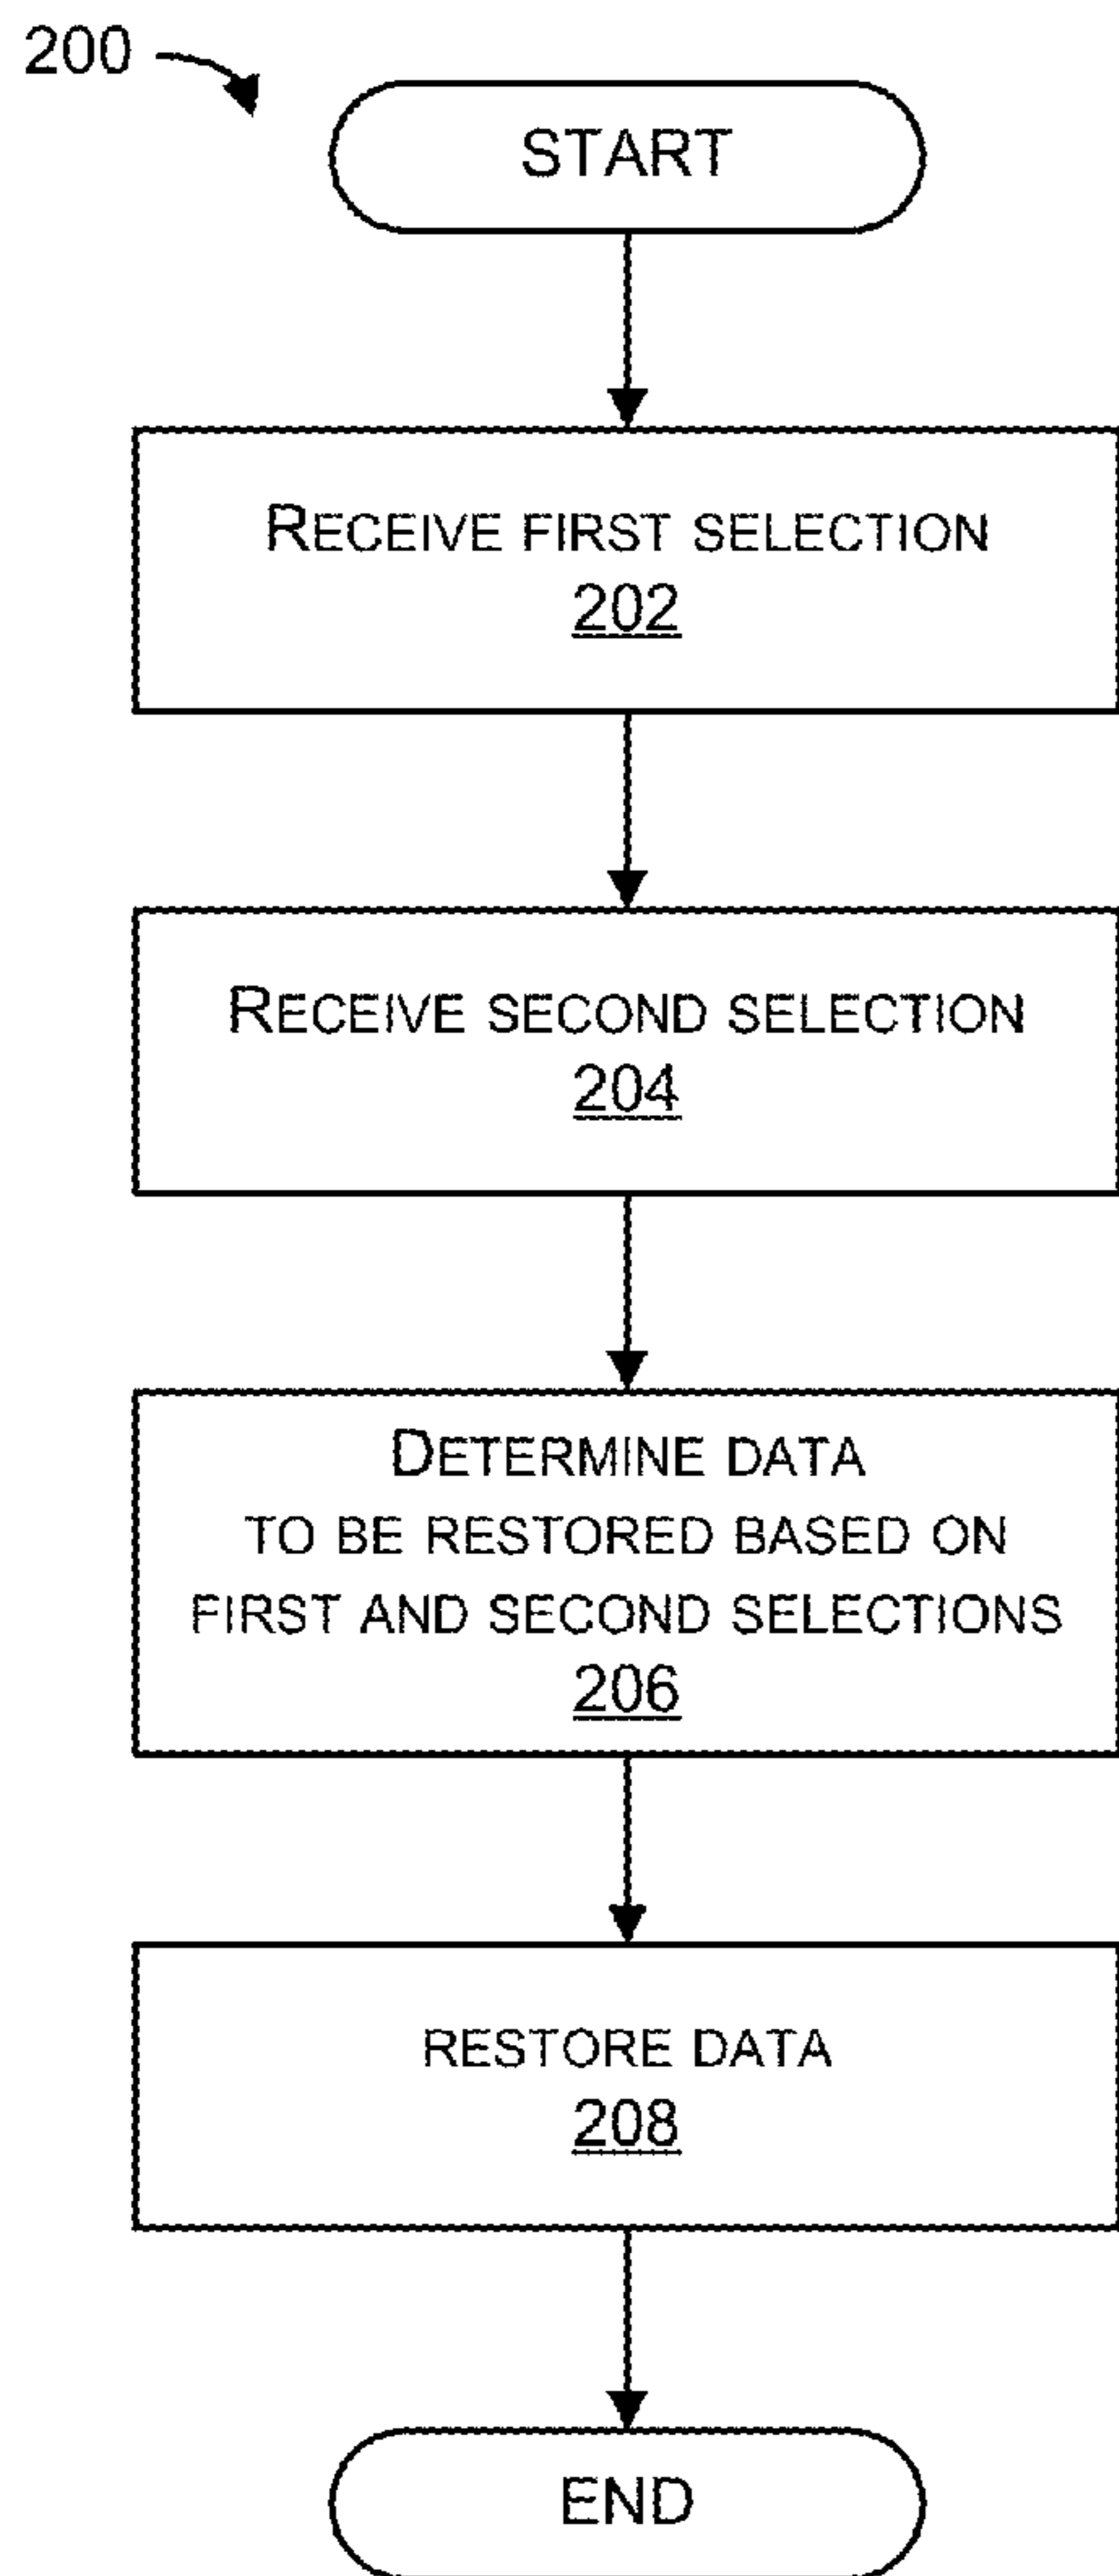 200
START
RECEIVE FIRST SELECTION
202
RECEIVE SECOND SELECTION
204
DETERMINE DATA
TO BE RESTORED BASED ON
FIRST AND SECOND SELECTIONS
206
RESTORE DATA
208
END